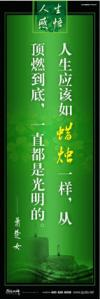 人生
感悟
人生应该如蜡烛一样，从
顶燃到底，一直都是光明的。
——萧楚女